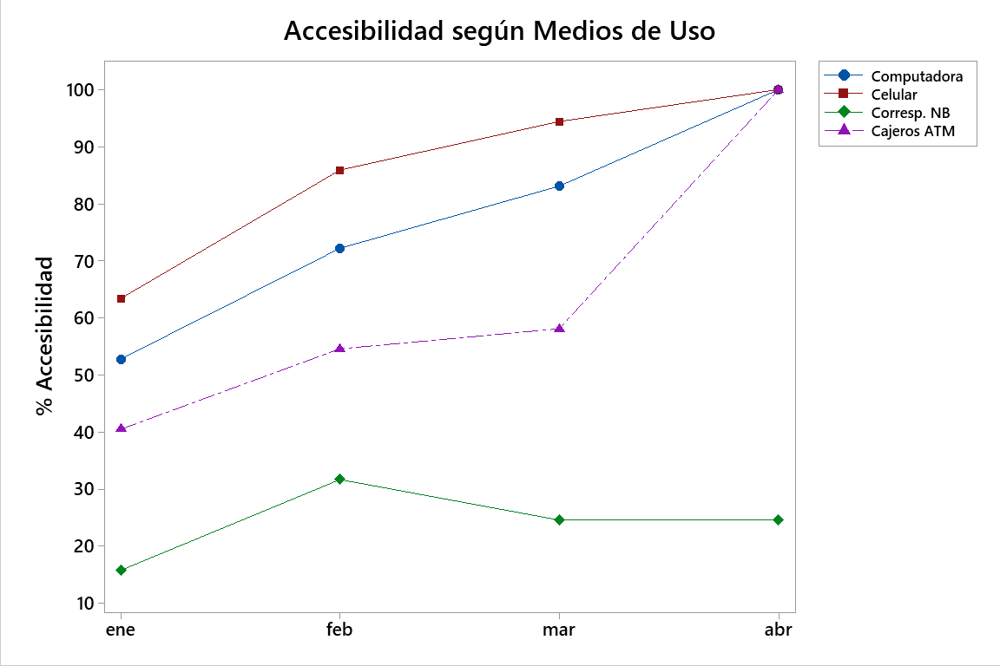 Accesibilidad según Medios de Uso
% Accesibilidad
100
90
80
70
60
50
40
30
20
10
ene feb mar abr
Computadora
Celular
Corresp. NB
Cajeros ATM